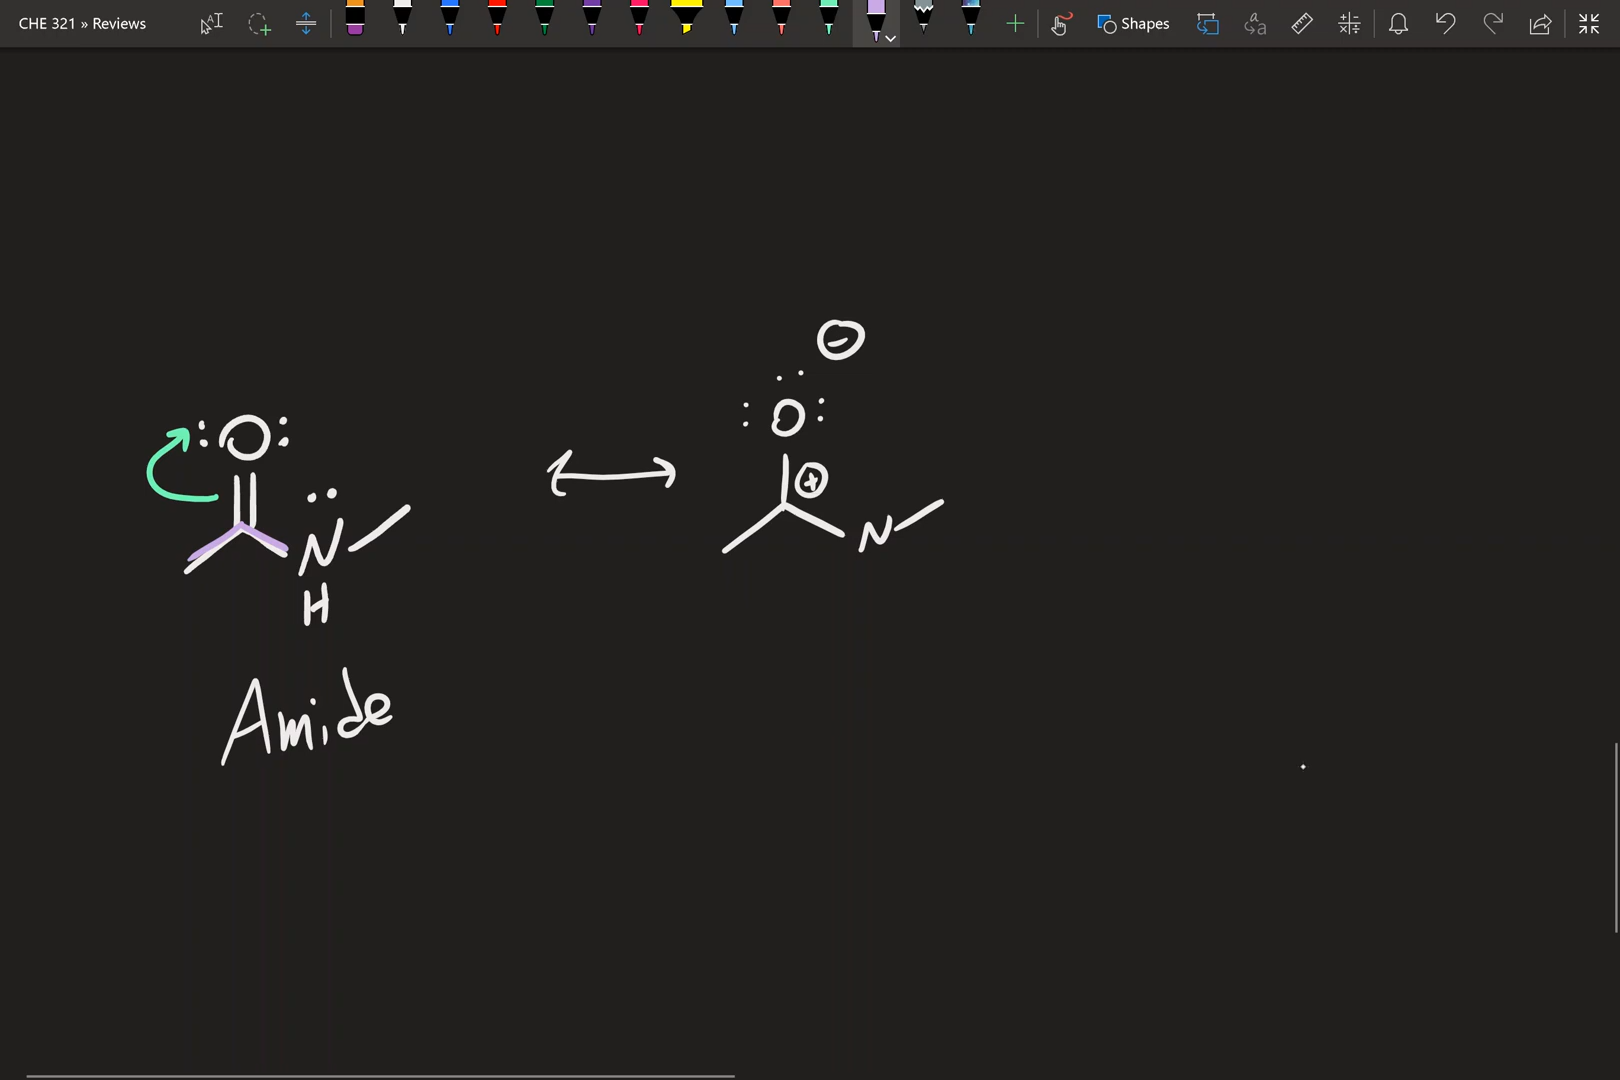 CHE 321 » Reviews
Shapes
⊖
:O:
:O:
⊕
N
N
H
Amide